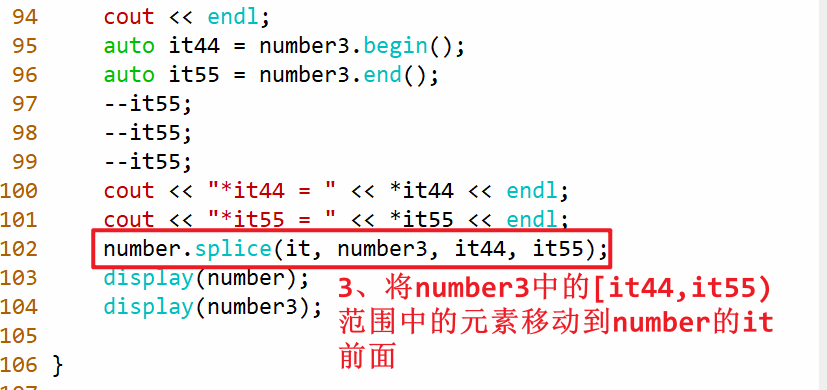 94 cout << endl;
95 auto it44 = number3.begin();
96 auto it55 = number3.end();
97 --it55;
98 --it55;
99 --it55;
100 cout << "*it44 = " << *it44 << endl;
101 cout << "*it55 = " << *it55 << endl;
102 number.splice(it, number3, it44, it55);
103 display(number);
104 display(number3);
105
106 }
3、将number3中的[it44,it55)
范围中的元素移动到number的it
前面